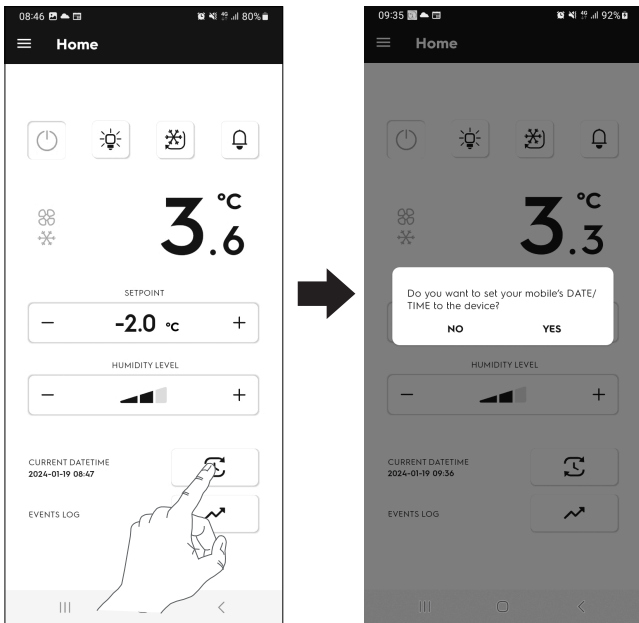 08:46 4G 80%
Home
3.6 °C
SETPOINT
− -2.0 °C +
HUMIDITY LEVEL
− +
CURRENT DATETIME
2024-01-19 08:47
EVENTS LOG
09:35 4G 92%
Home
3.3 °C
Do you want to set your mobile's DATE/
TIME to the device?
NO YES
HUMIDITY LEVEL
− +
CURRENT DATETIME
2024-01-19 09:36
EVENTS LOG